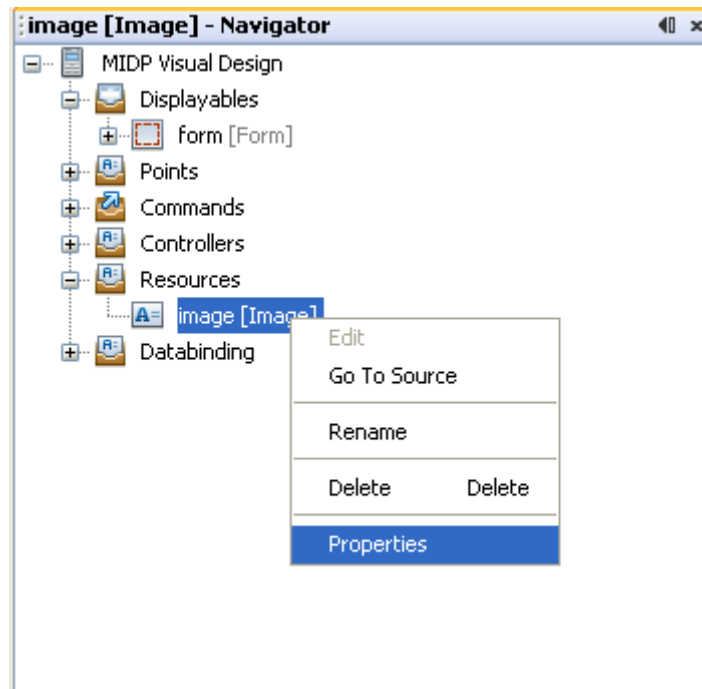 image [Image] - Navigator
MIDP Visual Design
Displayables
form [Form]
Points
Commands
Controllers
Resources
A= image [Image]
Databinding
Edit
Go To Source
Rename
Delete Delete
Properties